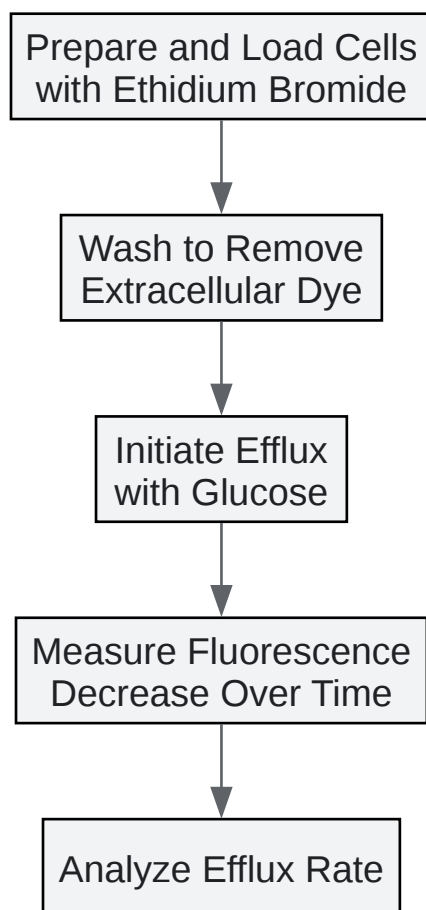 Prepare and Load Cells
with Ethidium Bromide
Wash to Remove
Extracellular Dye
Initiate Efflux
with Glucose
Measure Fluorescence
Decrease Over Time
Analyze Efflux Rate